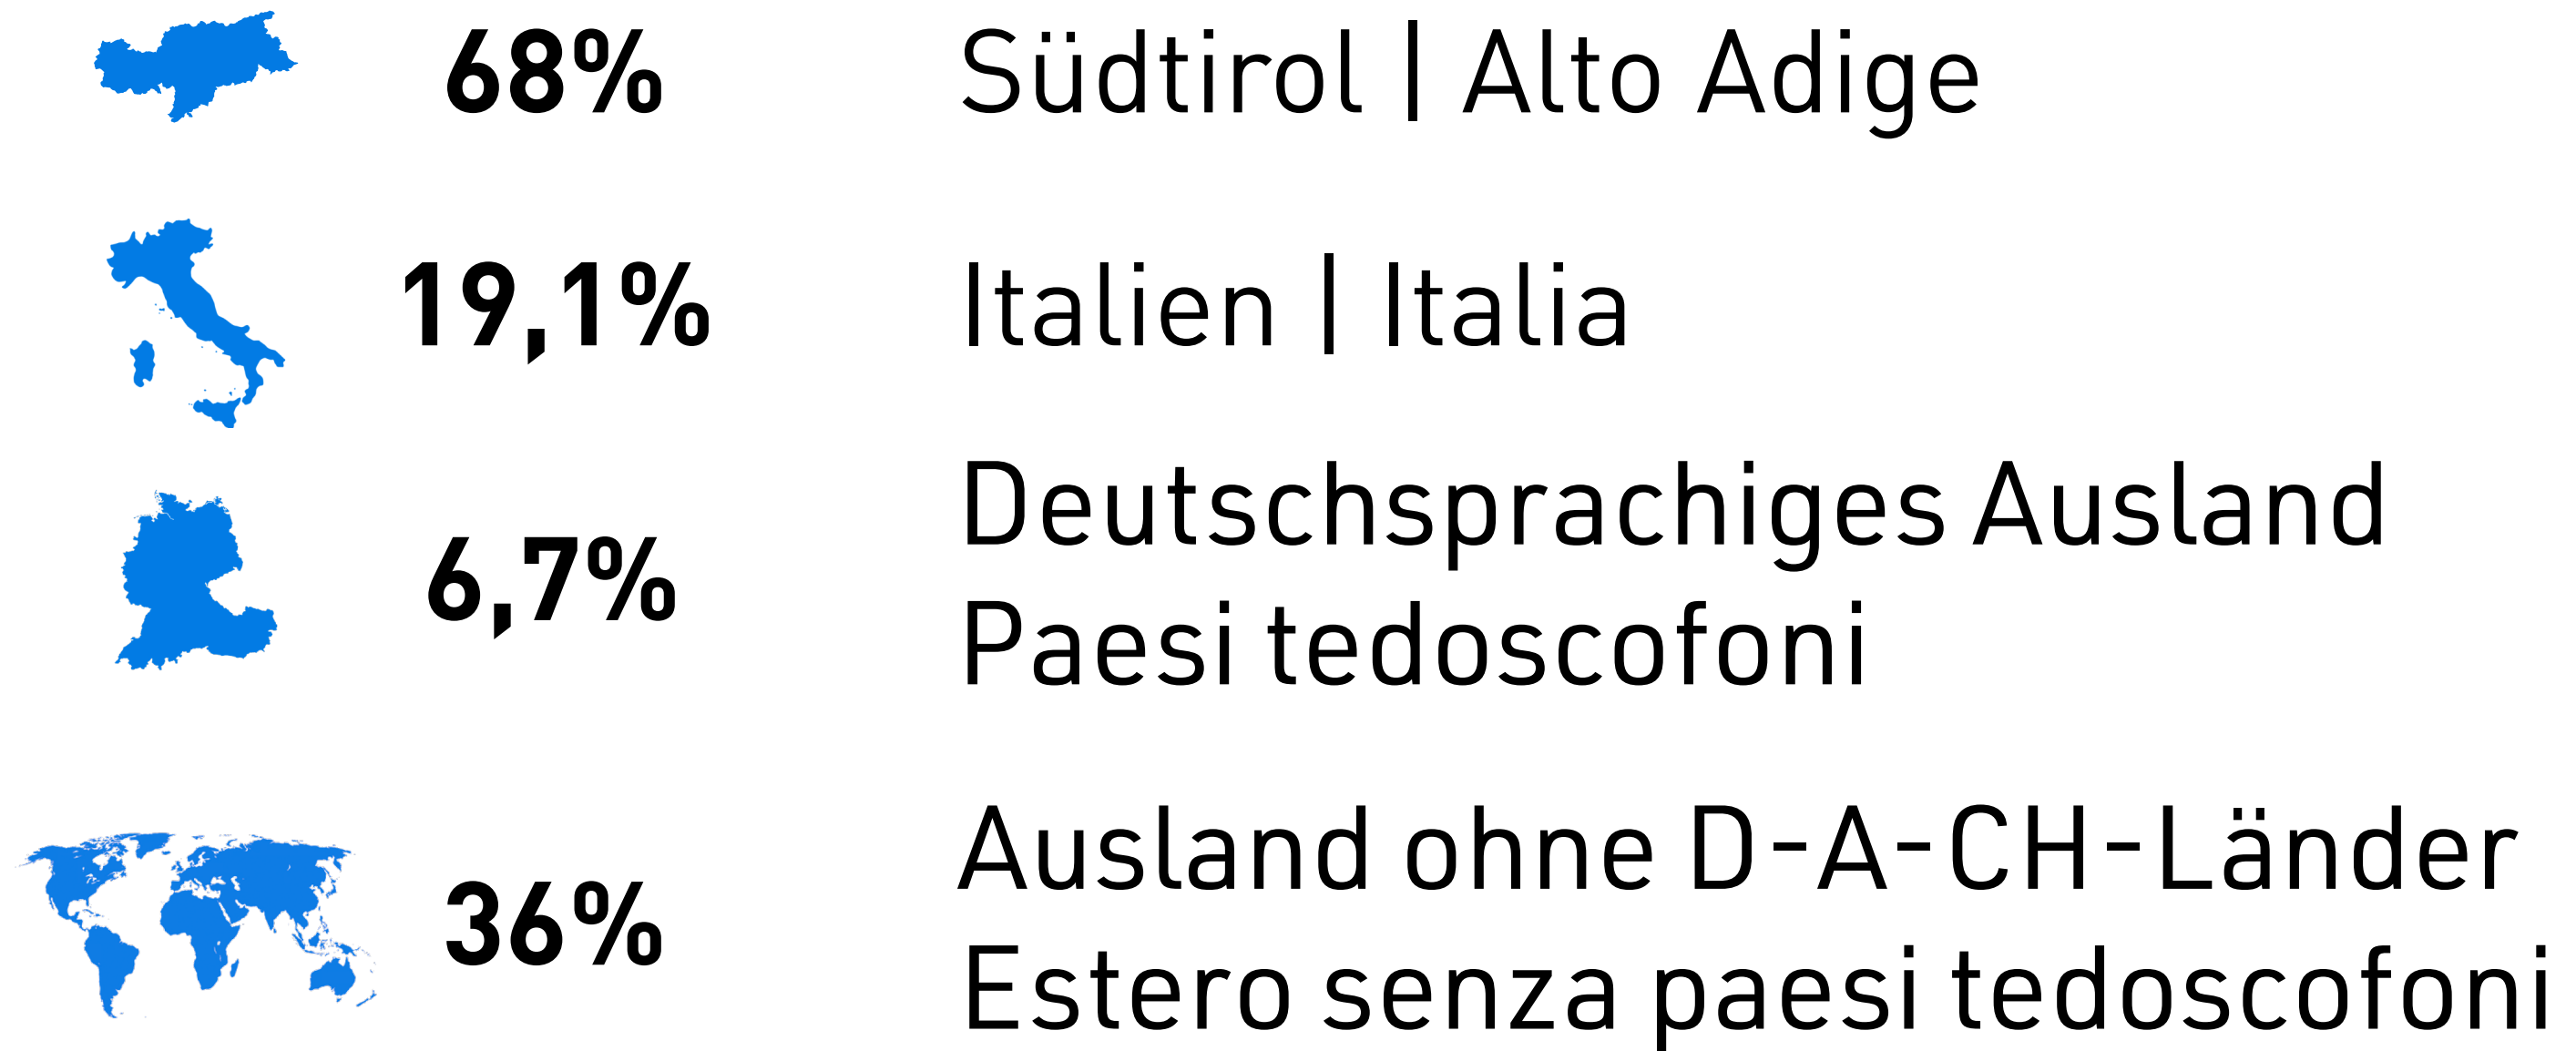 68% Südtirol | Alto Adige
19,1% Italien | Italia
6,7% Deutschsprachiges Ausland
Paesi tedoscofoni
36% Ausland ohne D-A-CH-Länder
Estero senza paesi tedoscofoni